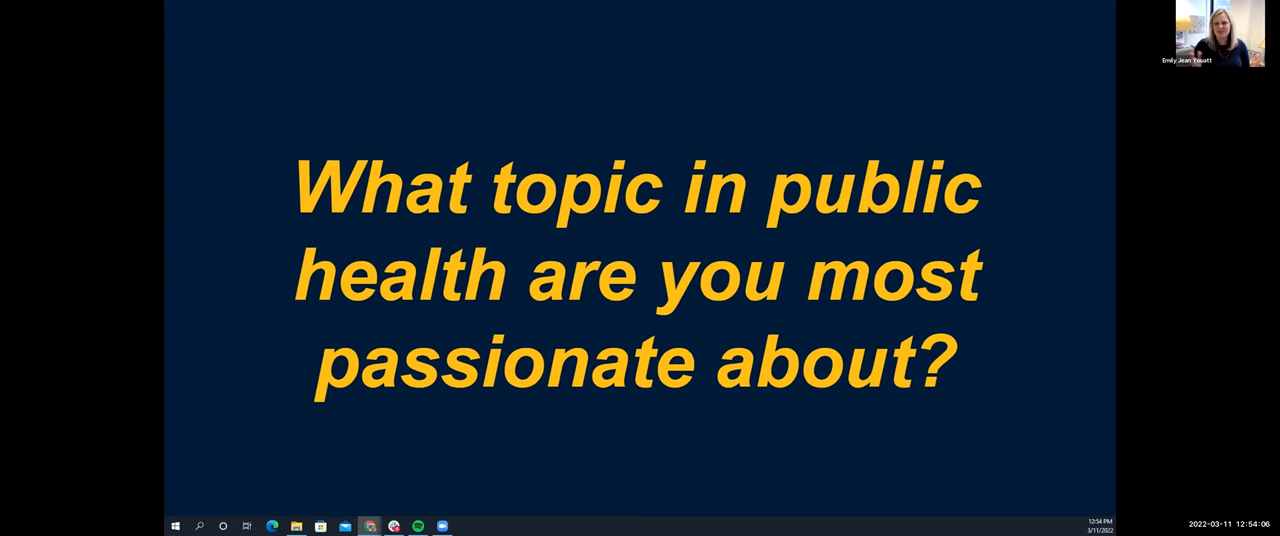 Emily Jean Youatt
What topic in public
health are you most
passionate about?
12:54 PM
3/11/2022
2022-03-11 12:54:06